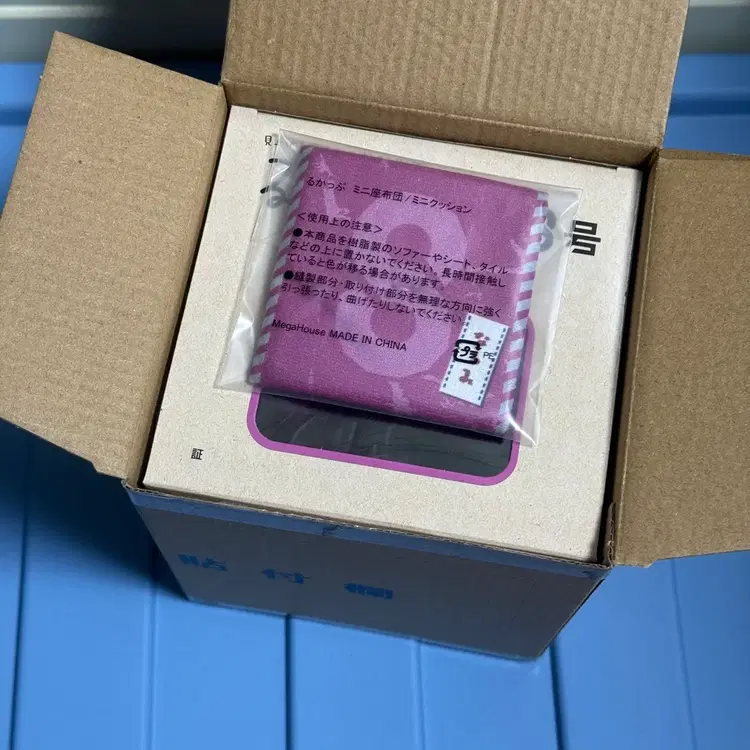 るかっぷ ミニ座布団/ミニクッション
<使用上の注意>
●本商品を樹脂製のソファーやシート、タイル
などの上に置かないでください。長時間接触し
ていると色が移る場合があります。
●縫製部分・取り付け部分を無理な方向に強く
引っ張ったり、曲げたりしないでください
MegaHouse MADE IN CHINA
プラ
PE
号
証
貼付欄